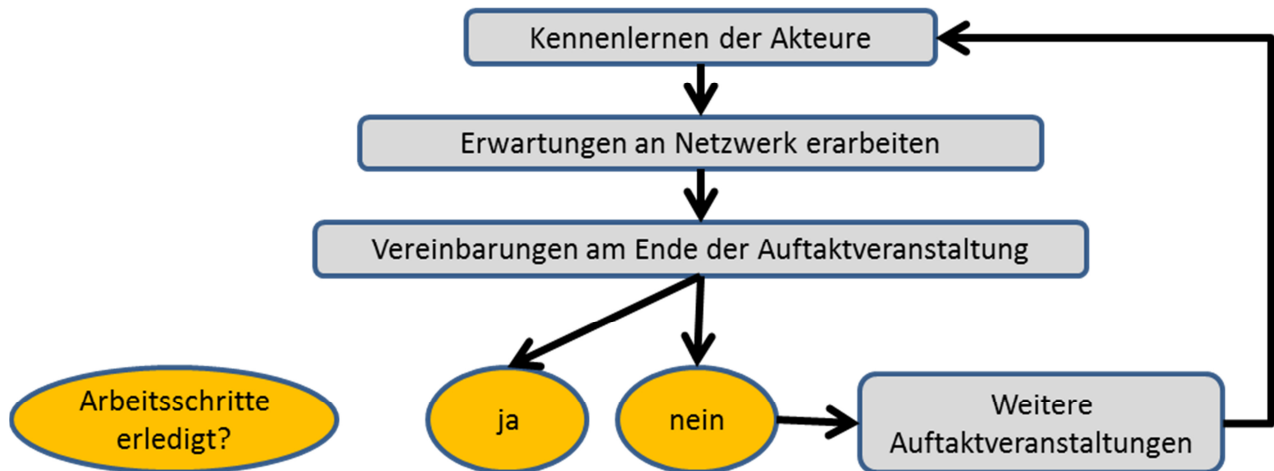 Kennenlernen der Akteure
Erwartungen an Netzwerk erarbeiten
Vereinbarungen am Ende der Auftaktveranstaltung
Arbeitsschritte
erledigt?
ja
nein
Weitere
Auftaktveranstaltungen